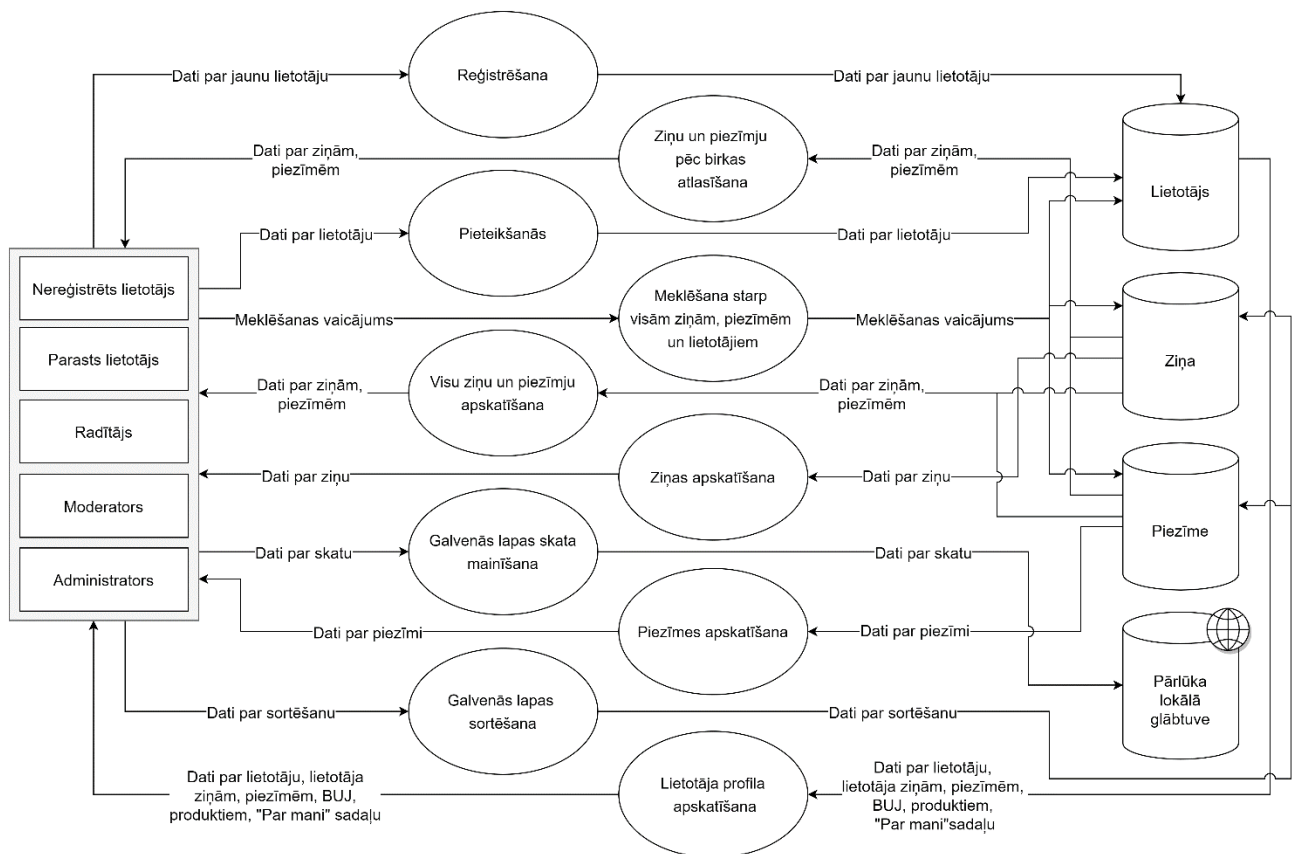 Dati par jaunu lietotāju
Reģistrēšana
Dati par jaunu lietotāju
Dati par ziņām,
piezīmēm
Ziņu un piezīmju
pēc birkas
atlasīšana
Dati par ziņām,
piezīmēm
Lietotājs
Dati par lietotāju
Pieteikšanās
Dati par lietotāju
Nereģistrēts lietotājs
Meklēšanas vaicājums
Meklēšana starp
visām ziņām, piezīmēm
un lietotājiem
Meklēšanas vaicājums
Parasts lietotājs
Ziņa
Dati par ziņām,
piezīmēm
Visu ziņu un piezīmju
apskatīšana
Dati par ziņām,
piezīmēm
Radītājs
Dati par ziņu
Ziņas apskatīšana
Dati par ziņu
Moderators
Piezīme
Dati par skatu
Galvenās lapas skata
mainīšana
Dati par skatu
Administrators
Dati par piezīmi
Piezīmes apskatīšana
Dati par piezīmi
Pārlūka
lokālā
glābtuve
Dati par sortēšanu
Galvenās lapas
sortēšana
Dati par sortēšanu
Dati par lietotāju, lietotāja
ziņām, piezīmēm, BUJ,
produktiem, "Par mani" sadaļu
Lietotāja profila
apskatīšana
Dati par lietotāju,
lietotāja ziņām, piezīmēm,
BUJ, produktiem,
"Par mani"sadaļu